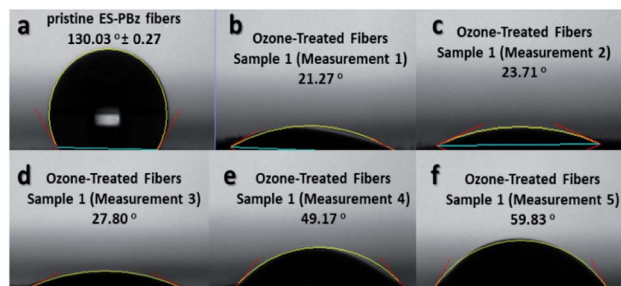 a
pristine ES-PBz fibers
130.03 °± 0.27
b
Ozone-Treated Fibers
Sample 1 (Measurement 1)
21.27 °
c
Ozone-Treated Fibers
Sample 1 (Measurement 2)
23.71 °
d
Ozone-Treated Fibers
Sample 1 (Measurement 3)
27.80 °
e
Ozone-Treated Fibers
Sample 1 (Measurement 4)
49.17 °
f
Ozone-Treated Fibers
Sample 1 (Measurement 5)
59.83 °